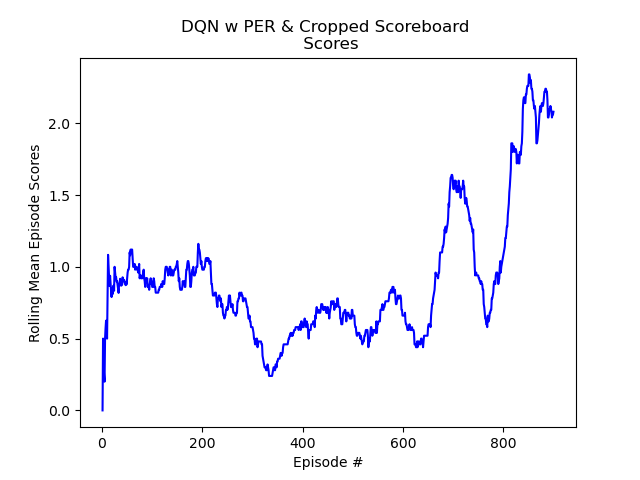 DQN w PER & Cropped Scoreboard
Scores
2.0
1.5
1.0
0.5
0.0
Rolling Mean Episode Scores
0 200 400 600 800
Episode #